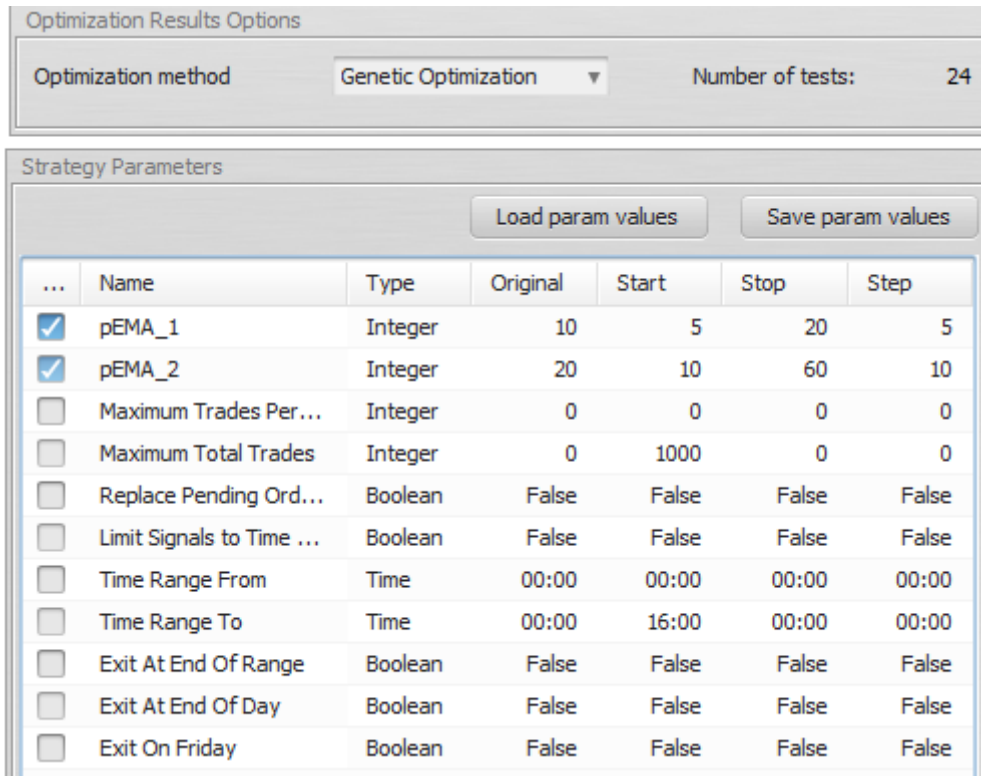 Optimization Results Options
Optimization method Genetic Optimization Number of tests: 24
Strategy Parameters
Load param values Save param values
... Name Type Original Start Stop Step
pEMA_1 Integer 10 5 20 5
pEMA_2 Integer 20 10 60 10
Maximum Trades Per... Integer 0 0 0 0
Maximum Total Trades Integer 0 1000 0 0
Replace Pending Ord... Boolean False False False False
Limit Signals to Time ... Boolean False False False False
Time Range From Time 00:00 00:00 00:00 00:00
Time Range To Time 00:00 16:00 00:00 00:00
Exit At End Of Range Boolean False False False False
Exit At End Of Day Boolean False False False False
Exit On Friday Boolean False False False False